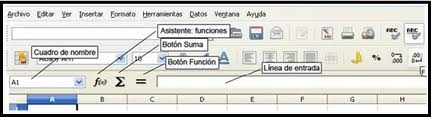 Archivo Editar Ver Insertar Formato Herramientas Datos Ventana Ayuda
Asistente: funciones
Cuadro de nombre
Botón Suma
10
Botón Función
Línea de entrada
A1
f(x) Σ =
A B C D E F G H